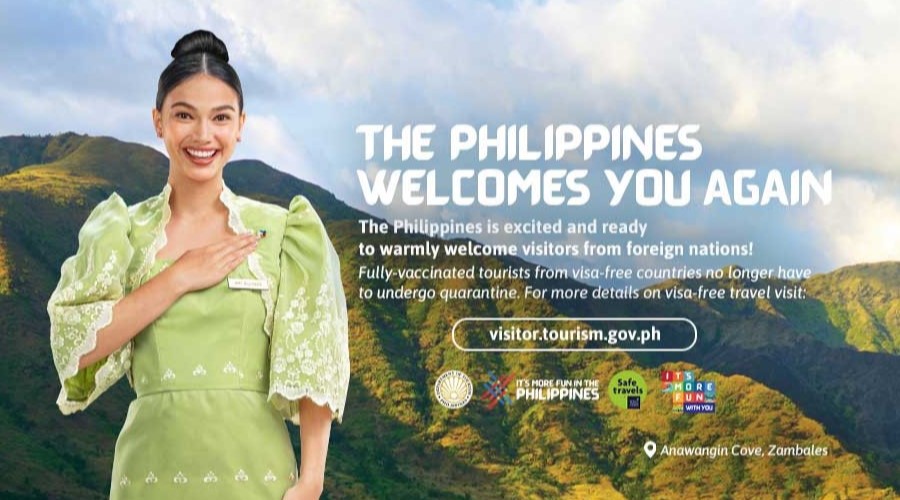 THE PHILIPPINES
WELCOMES YOU AGAIN
The Philippines is excited and ready
to warmly welcome visitors from foreign nations!
Fully-vaccinated tourists from visa-free countries no longer have
to undergo quarantine. For more details on visa-free travel visit:
visitor.tourism.gov.ph
IT'S MORE FUN IN THE
PHILIPPINES
Safe
travels
IT'S
MORE
FUN
WITH YOU
Anawangin Cove, Zambales